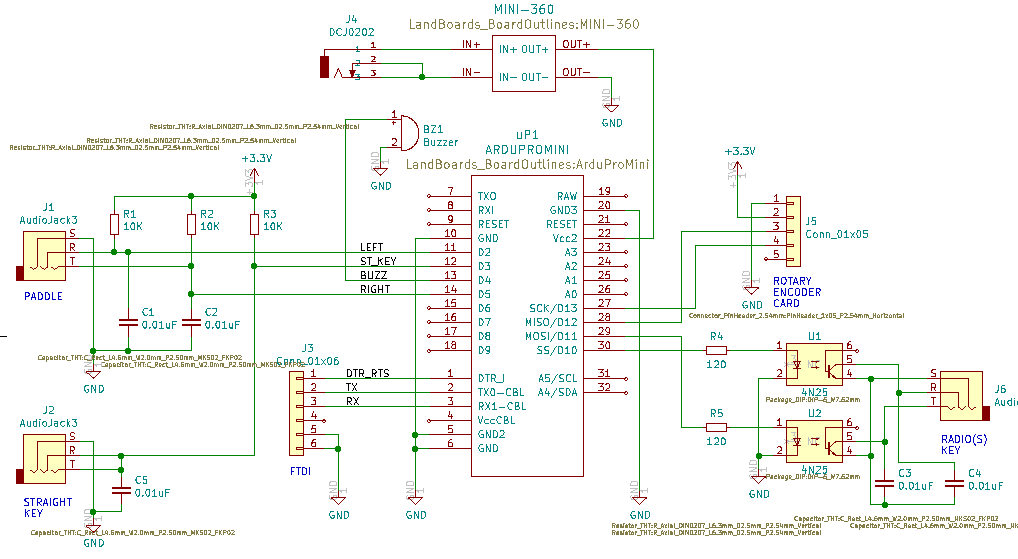 MINI-360
LandBoards_BoardOutlines:MINI-360
J4
DCJ0202
1
2
3
IN+
IN-
IN+ OUT+
IN- OUT-
OUT+
OUT-
GND
BZ1
Buzzer
1
2
GND
Resistor_THT:R_Axial_DIN0207_L6.3mm_D2.5mm_P2.54mm_Vertical
Resistor_THT:R_Axial_DIN0207_L6.3mm_D2.5mm_P2.54mm_Vertical
Resistor_THT:R_Axial_DIN0207_L6.3mm_D2.5mm_P2.54mm_Vertical
+3.3V
R1
10K
R2
10K
R3
10K
J1
AudioJack3
S
R
T
PADDLE
LEFT
ST_KEY
BUZZ
RIGHT
C1
0.01uF
C2
0.01uF
Capacitor_THT:C_Rect_L4.6mm_W2.0mm_P2.50mm_MKS02_FKP02
Capacitor_THT:C_Rect_L4.6mm_W2.0mm_P2.50mm_MKS02_FKP02
GND
J2
AudioJack3
S
R
T
STRAIGHT
KEY
C5
0.01uF
Capacitor_THT:C_Rect_L4.6mm_W2.0mm_P2.50mm_MKS02_FKP02
GND
J3
Conn_01x06
1
2
3
4
5
6
FTDI
DTR_RTS
TX
RX
GND
uP1
ARDUPROMINI
LandBoards_BoardOutlines:ArduProMini
7 TXO
8 RXI
9 RESET
10 GND
11 D2
12 D3
13 D4
14 D5
15 D6
16 D7
17 D8
18 D9
1 DTR_I
2 TX0-CBL
3 RX1-CBL
4 VccCBL
5 GND2
6 GND
RAW 19
GND3 20
RESET 21
Vcc2 22
A3 23
A2 24
A1 25
A0 26
SCK/D13 27
MISO/D12 28
MOSI/D11 29
SS/D10 30
A5/SCL 31
A4/SDA 32
GND
GND
+3.3V
1
2
3
4
5
J5
Conn_01x05
GND
ROTARY
ENCODER
CARD
Connector_PinHeader_2.54mm:PinHeader_1x05_P2.54mm_Horizontal
R4
120
R5
120
U1
1
2
6
5
4
4N25
Package_DIP:DIP-6_W7.62mm
U2
1
2
6
5
4
4N25
Package_DIP:DIP-6_W7.62mm
GND
S
R
T
J6
RADIO(S)
KEY
C3
0.01uF
C4
0.01uF
Capacitor_THT:C_Rect_L4.6mm_W2.0mm_P2.50mm_MKS02_FKP02
Resistor_THT:R_Axial_DIN0207_L6.3mm_D2.5mm_P2.54mm_Vertical
Resistor_THT:R_Axial_DIN0207_L6.3mm_D2.5mm_P2.54mm_Vertical